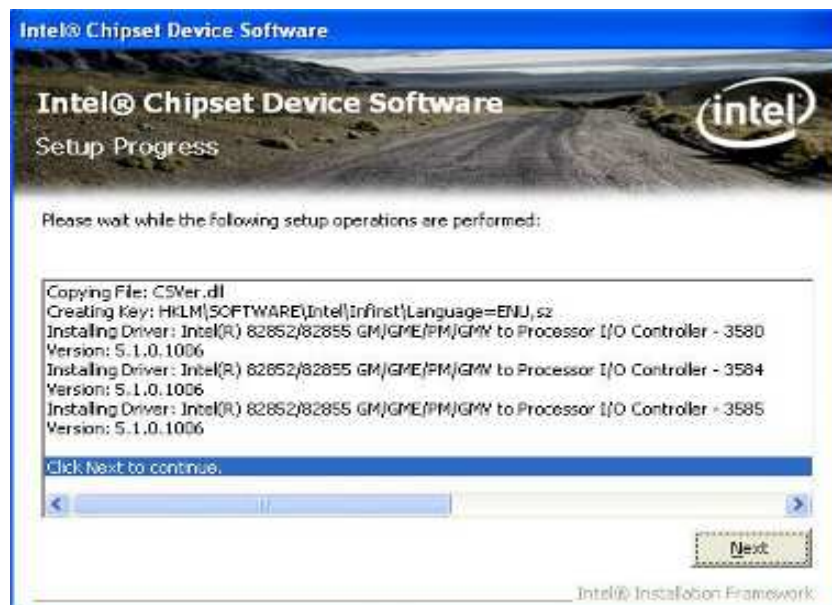 Intel® Chipset Device Software
Intel® Chipset Device Software
intel
Setup Progress
Please wait while the following setup operations are performed:
Copying File: CSVer.dll
Creating Key: HKLM\SOFTWARE\Intel\Infinst\Language=ENU,sz
Installing Driver: Intel(R) 82852/82855 GM/GME/PM/GMV to Processor I/O Controller - 3580
Version: 5.1.0.1006
Installing Driver: Intel(R) 82852/82855 GM/GME/PM/GMV to Processor I/O Controller - 3584
Version: 5.1.0.1006
Installing Driver: Intel(R) 82852/82855 GM/GME/PM/GMV to Processor I/O Controller - 3585
Version: 5.1.0.1006
Click Next to continue.
Next
Intel® Installation Framework